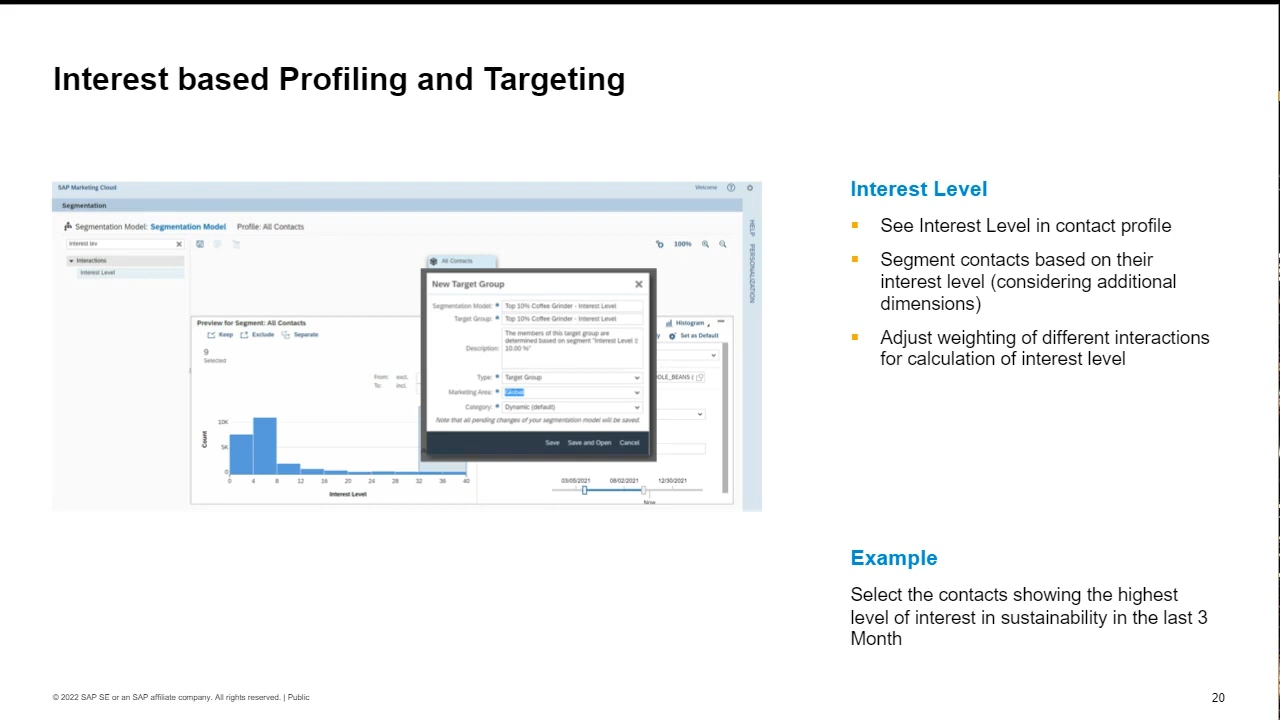 Interest based Profiling and Targeting
SAP Marketing Cloud
Welcome
Segmentation
Segmentation Model: Segmentation Model Profile: All Contacts
interest lev
100%
Interactions
Interest Level
All Contacts
HELP PERSONALIZATION
Preview for Segment: All Contacts
Keep Exclude Separate
9
Selected
From: excl.
To: incl.
10K
5K
0
Count
0 4 8 12 16 20 24 28 32 36 40
Interest Level
New Target Group
Segmentation Model: * Top 10% Coffee Grinder - Interest Level
Target Group: * Top 10% Coffee Grinder - Interest Level
Description:
The members of this target group are
determined based on segment "Interest Level
10.00 %"
Type: * Target Group
Marketing Area: * Global
Category: * Dynamic (default)
Note that all pending changes of your segmentation model will be saved.
Save Save and Open Cancel
Histogram
Set as Default
OLE_BEANS (
03/05/2021 08/02/2021 12/30/2021
Now
Interest Level
See Interest Level in contact profile
Segment contacts based on their
interest level (considering additional
dimensions)
Adjust weighting of different interactions
for calculation of interest level
Example
Select the contacts showing the highest
level of interest in sustainability in the last 3
Month
© 2022 SAP SE or an SAP affiliate company. All rights reserved. | Public
20